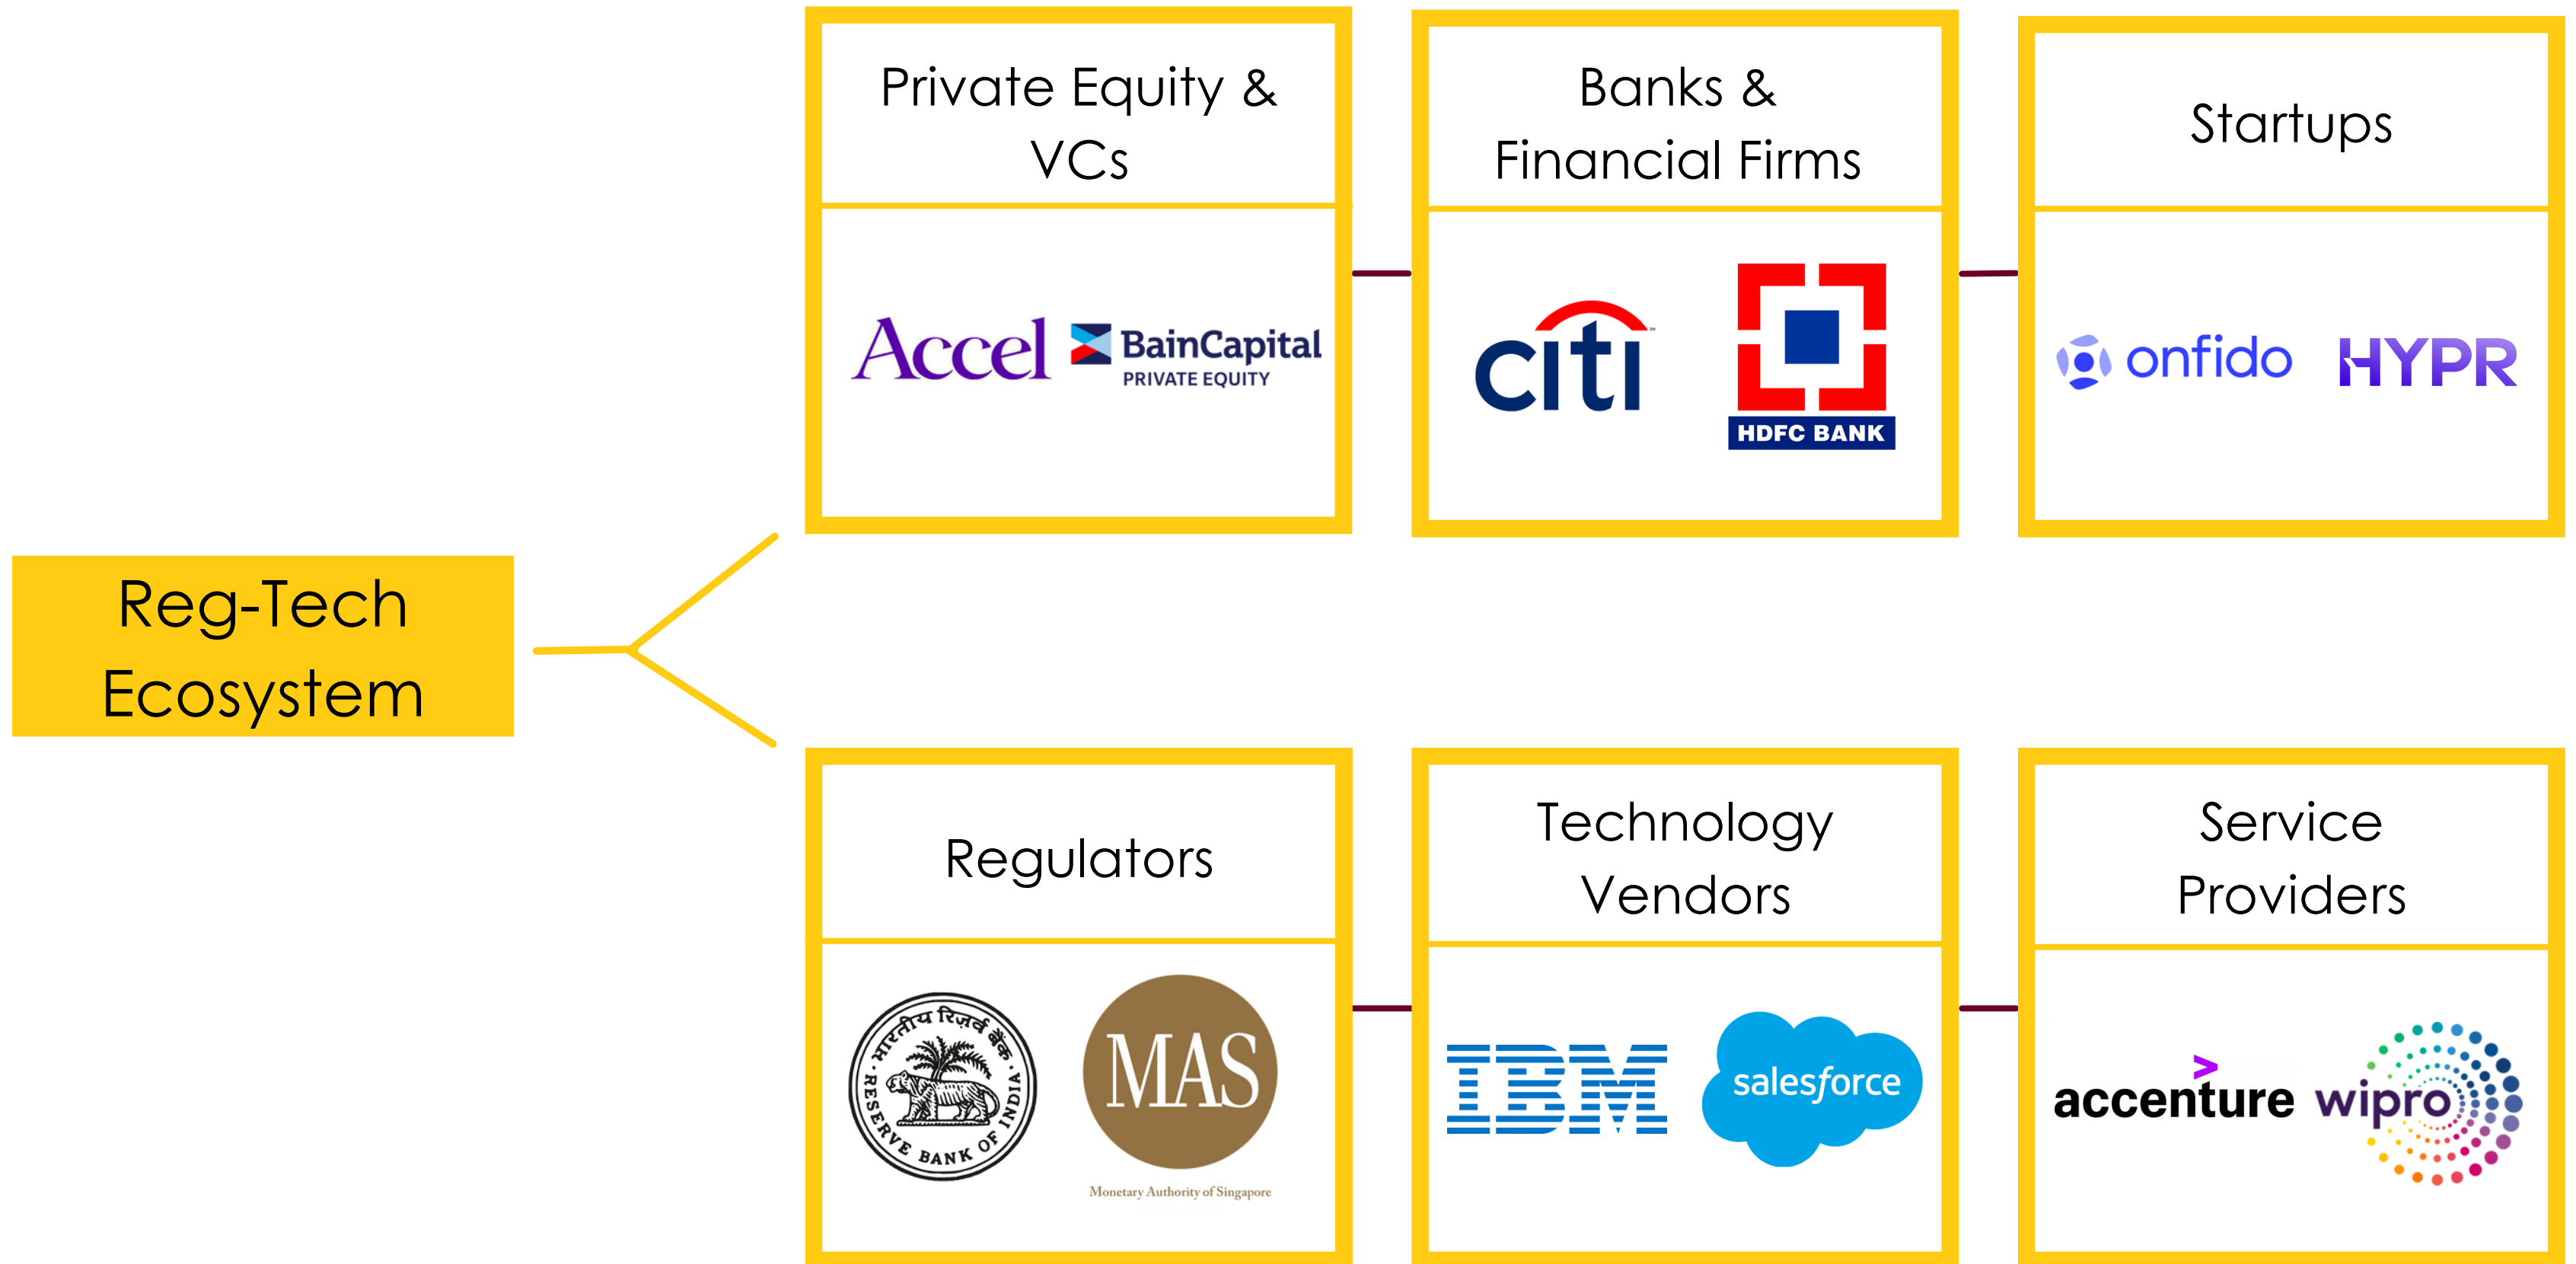 Private Equity &
VCs
Accel
BainCapital
PRIVATE EQUITY
Banks &
Financial Firms
citi
HDFC BANK
Startups
onfido
HYPR
Reg-Tech
Ecosystem
Regulators
भारतीय रिज़र्व बैंक
RESERVE BANK OF INDIA
MAS
Monetary Authority of Singapore
Technology
Vendors
IBM
salesforce
Service
Providers
accenture
wipro